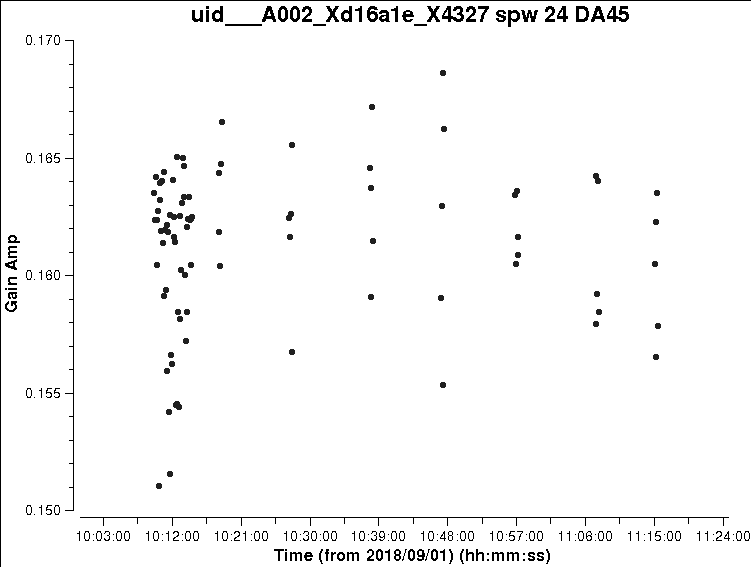 uid___A002_Xd16a1e_X4327 spw 24 DA45
0.170
0.165
0.160
0.155
0.150
Gain Amp
10:03:00 10:12:00 10:21:00 10:30:00 10:39:00 10:48:00 10:57:00 11:06:00 11:15:00 11:24:00
Time (from 2018/09/01) (hh:mm:ss)